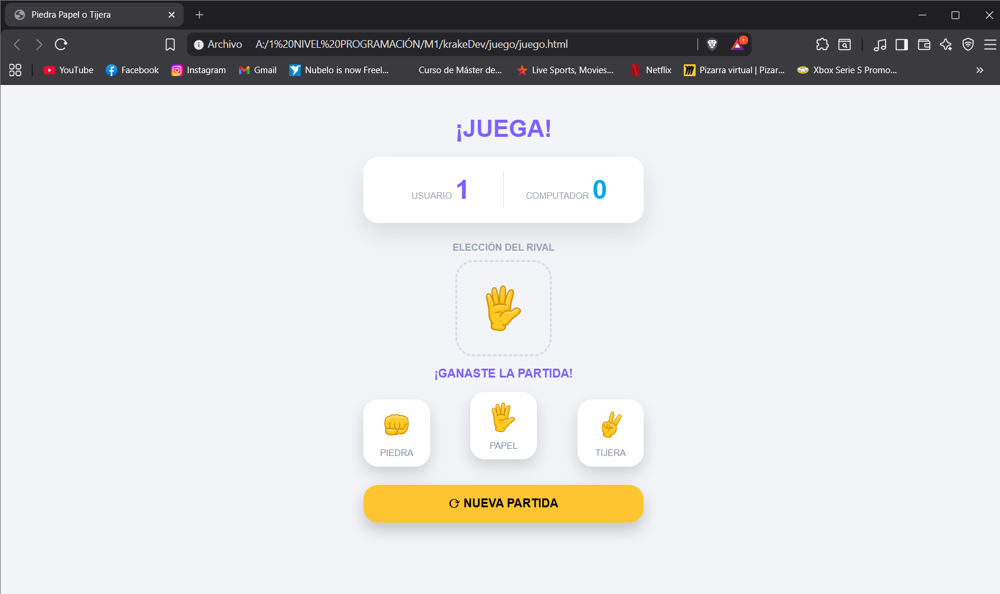 Piedra Papel o Tijera
Archivo A:/1%20NIVEL%20PROGRAMACIÓN/M1/krakeDev/juego/juego.html
1
YouTube Facebook Instagram Gmail Nubelo is now Freel... Curso de Máster de... Live Sports, Movies... Netflix Pizarra virtual | Pizar... Xbox Serie S Promo...
¡JUEGA!
USUARIO 1 COMPUTADOR 0
ELECCIÓN DEL RIVAL
¡GANASTE LA PARTIDA!
PIEDRA PAPEL TIJERA
NUEVA PARTIDA